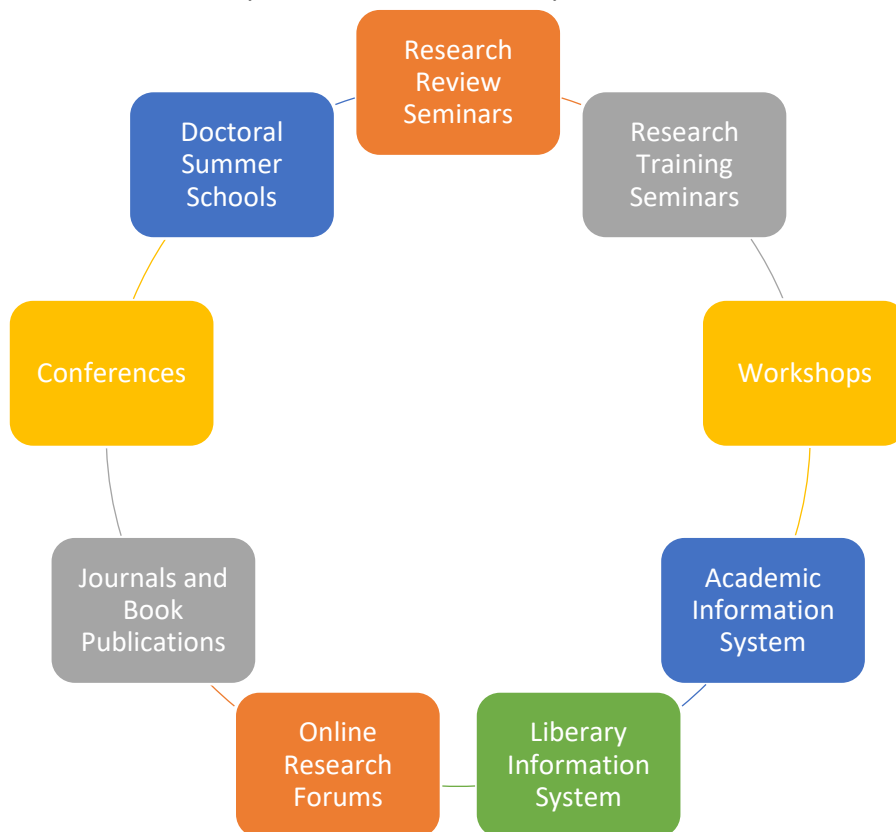 Research
Review
Seminars
Research
Training
Seminars
Workshops
Academic
Information
System
Liberary
Information
System
Online
Research
Forums
Journals and
Book
Publications
Conferences
Doctoral
Summer
Schools